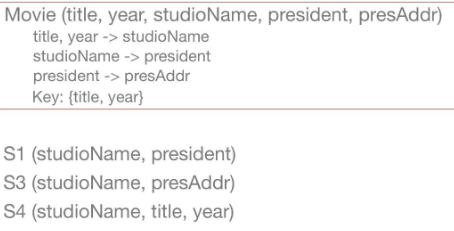 Movie (title, year, studioName, president, presAddr)
title, year -> studioName
studioName -> president
president -> presAddr
Key: {title, year}
S1 (studioName, president)
S3 (studioName, presAddr)
S4 (studioName, title, year)